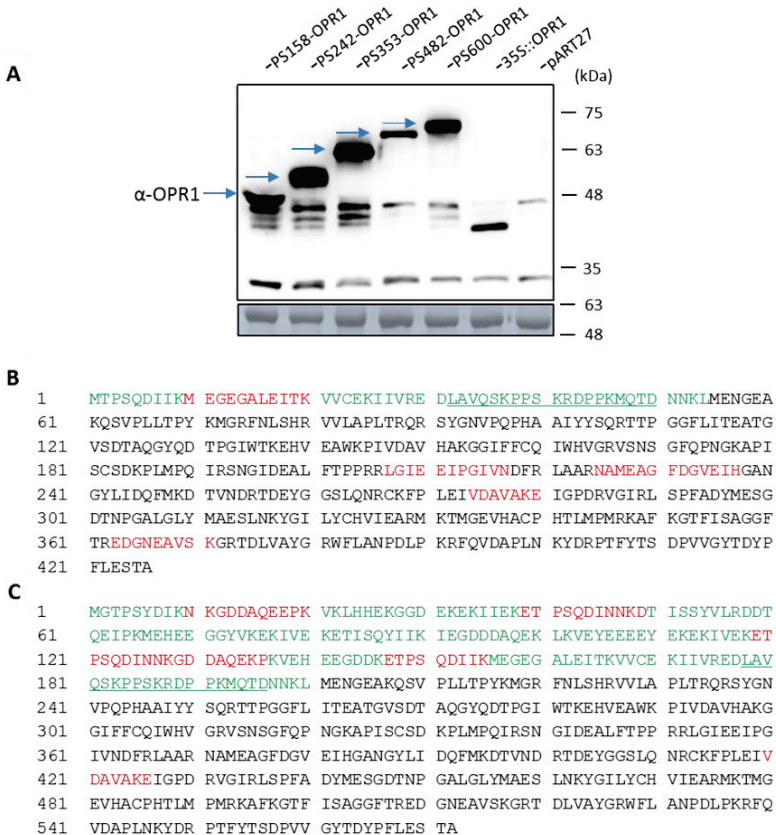 -PS158-OPR1
-PS242-OPR1
-PS353-OPR1
-PS482-OPR1
-PS600-OPR1
-35S::OPR1
-pART27
A
(kDa)
75
63
α-OPR1
48
35
63
48
B
1 MTPSQDIIKM EGEGALEITK VVCEKIIVRE DLAVQSKPPS KRDPPKMQTD NNKLMENGEA
61 KQSVPLLTPY KMGRFNLSHR VVLAPLTRQR SYGNVPQPHA AIYYSQRTTP GGFLITEATG
121 VSDTAQGYQD TPGIWTKEHV EAWKPIVDAV HAKGGIFFCQ IWHVGRVSNS GFQPNGKAPI
181 SCSDKPLMPQ IRSNGIDEAL FTPPRRLGIE EIPGIVNDFR LAARNAMEAG FDGVEIHGAN
241 GYLIDQFMKD TVNDRTDEYG GSLQNRCKFP LEIVDAVAKE IGPDRVGIRL SPFADYMESG
301 DTNPGALGLY MAESLNKYGI LYCHVIEARM KTMGEVHACP HTLMPMRKAF KGTFISAGGF
361 TREDGNEAVS KGRTDLVAYG RWFLANPDLP KRFQVDAPLN KYDRPTFYTS DPVVGYTDYP
421 FLESTA
C
1 MGTPSYDIKN KGDDAQEEPK VKLHHEKGGD EKEKIIEKET PSQDINNKDT ISSYVLRDDT
61 QEIPKMEHEE GGYVKEKIVE KETISQYIIK IEGDDDAQEK LKVEYEEEEY EKEKIVEKET
121 PSQDINNKGD DAQEKPKVEH EEGDDKETPS QDIIKMEGEG ALEITKVVCE KIIVREDLAV
181 QSKPPSKRDP PKMQTDNNKL MENGEAKQSV PLLTPYKMGR FNLSHRVVLA PLTRQRSYGN
241 VPQPHAAIYY SQRTTPGGFL ITEATGVSDT AQGYQDTPGI WTKEHVEAWK PIVDAVHAKG
301 GIFFCQIWHV GRVSNSGFQP NGKAPISCSD KPLMPQIRSN GIDEALFTPP RRLGIEEIPG
361 IVNDFRLAAR NAMEAGFDGV EIHGANGYLI DQFMKDTVND RTDEYGGSLQ NRCKFPLEIV
421 DAVAKEIGPD RVGIRLSPFA DYMESGDTNP GALGLYMAES LNKYGILYCH VIEARMKTMG
481 EVHACPHTLM PMRKAFKGTF ISAGGFTRED GNEAVSKGRT DLVAYGRWFL ANPDLPKRFQ
541 VDAPLNKYDR PTFYTSDPVV GYTDYPFLES TA